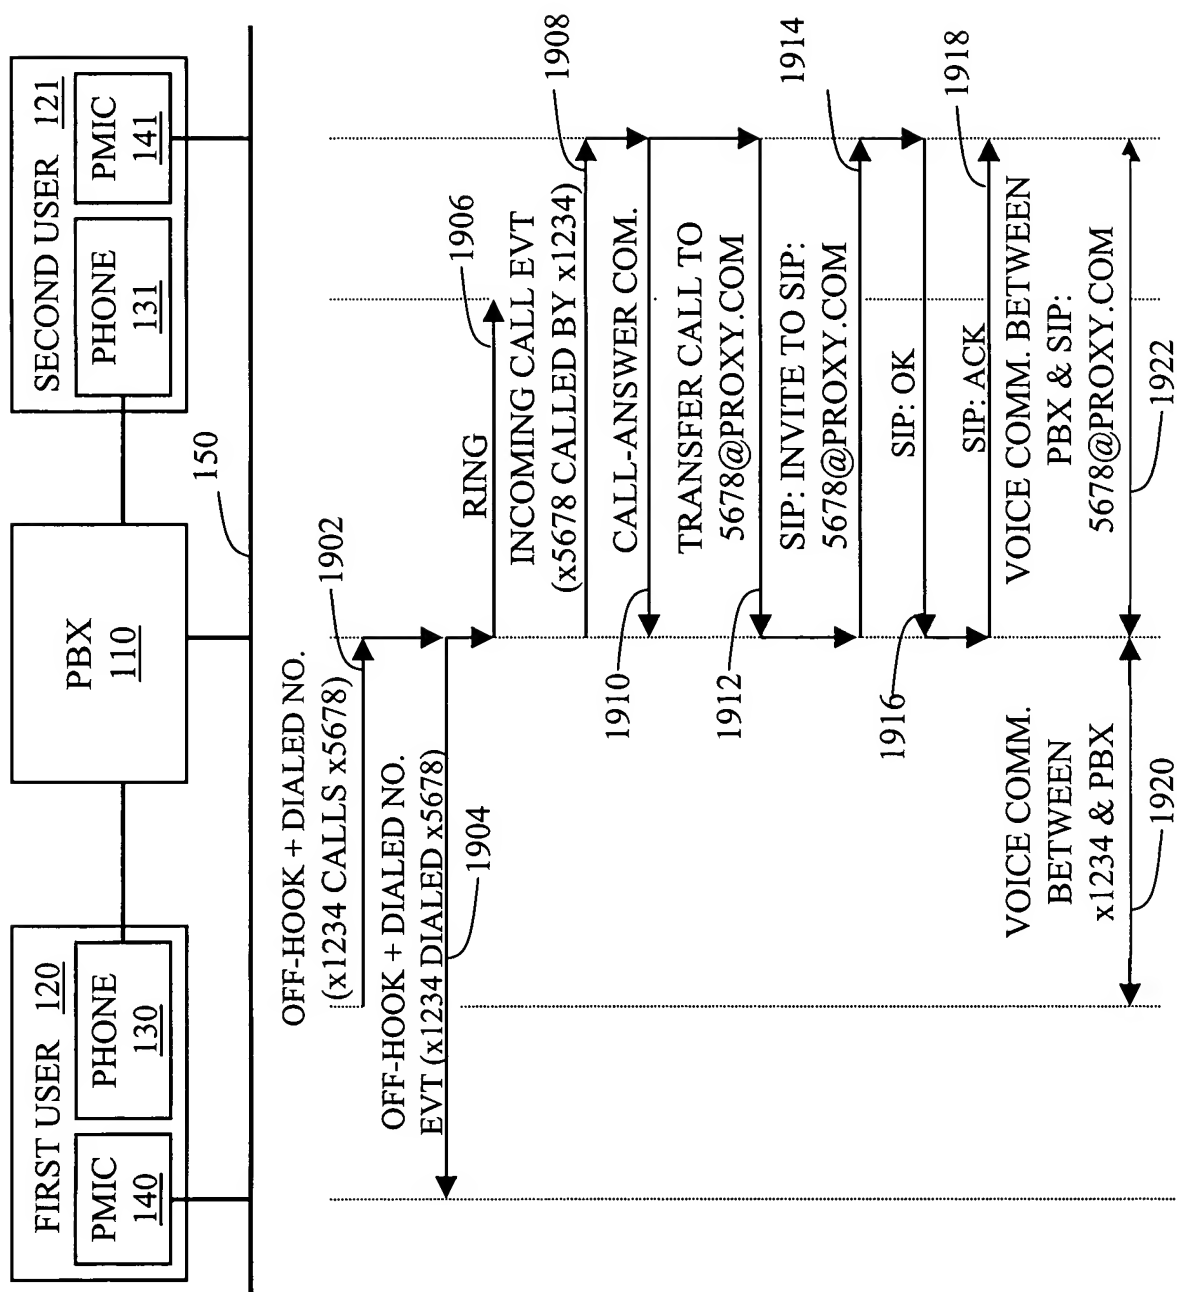 FIRST USER 120
PMIC
140
PHONE
130
PBX
110
SECOND USER 121
PHONE
131
PMIC
141
150
OFF-HOOK + DIALED NO.
(x1234 CALLS x5678)
1902
OFF-HOOK + DIALED NO.
EVT (x1234 DIALED x5678)
1904
RING
1906
INCOMING CALL EVT
(x5678 CALLED BY x1234)
1908
CALL-ANSWER COM.
1910
TRANSFER CALL TO
5678@PROXY.COM
1912
SIP: INVITE TO SIP:
5678@PROXY.COM
1914
SIP: OK
1916
SIP: ACK
1918
VOICE COMM.
BETWEEN
x1234 & PBX
1920
VOICE COMM. BETWEEN
PBX & SIP:
5678@PROXY.COM
1922